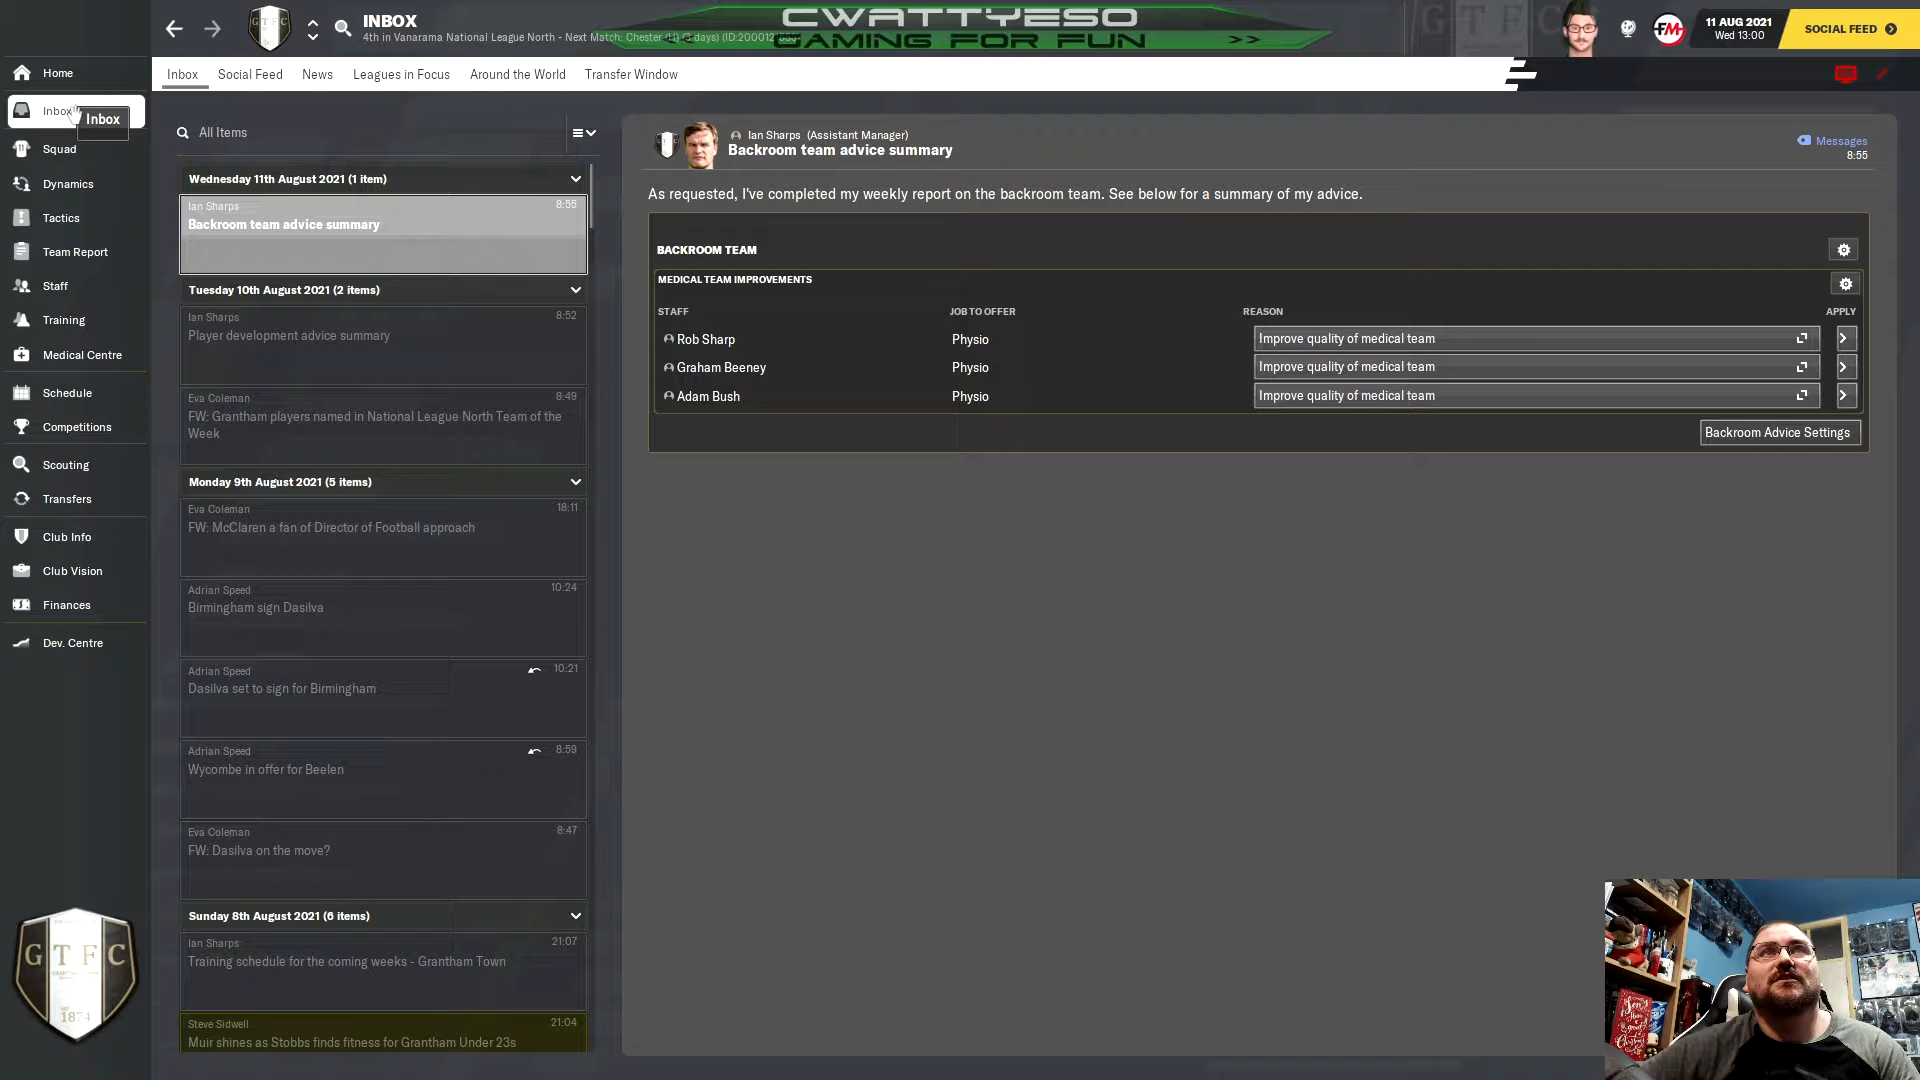 INBOX
4th in Vanarama National League North - Next Match: Chester (H) (3 days)
CWATTYESO
GAMING FOR FUN
>>
11 AUG 2021
Wed 13:00
SOCIAL FEED
FM
GTFC
Home
Inbox
Inbox
Squad
Dynamics
Tactics
Team Report
Staff
Training
Medical Centre
Schedule
Competitions
Scouting
Transfers
Club Info
Club Vision
Finances
Dev. Centre
GTFC
1874
Inbox
Social Feed
News
Leagues in Focus
Around the World
Transfer Window
All Items
Wednesday 11th August 2021 (1 item)
Ian Sharps 8:55
Backroom team advice summary
Tuesday 10th August 2021 (2 items)
Ian Sharps 8:52
Player development advice summary
Eva Coleman 8:49
FW: Grantham players named in National League North Team of the
Week
Monday 9th August 2021 (5 items)
Eva Coleman 18:11
FW: McClaren a fan of Director of Football approach
Adrian Speed 10:24
Birmingham sign Dasilva
Adrian Speed 10:21
Dasilva set to sign for Birmingham
Adrian Speed 8:59
Wycombe in offer for Beelen
Eva Coleman 8:47
FW: Dasilva on the move?
Sunday 8th August 2021 (6 items)
Ian Sharps 21:07
Training schedule for the coming weeks - Grantham Town
Steve Sidwell 21:04
Muir shines as Stobbs finds fitness for Grantham Under 23s
Ian Sharps (Assistant Manager)
Backroom team advice summary
Messages
8:55
As requested, I've completed my weekly report on the backroom team. See below for a summary of my advice.
BACKROOM TEAM
MEDICAL TEAM IMPROVEMENTS
STAFF JOB TO OFFER REASON APPLY
Rob Sharp Physio Improve quality of medical team
Graham Beeney Physio Improve quality of medical team
Adam Bush Physio Improve quality of medical team
Backroom Advice Settings